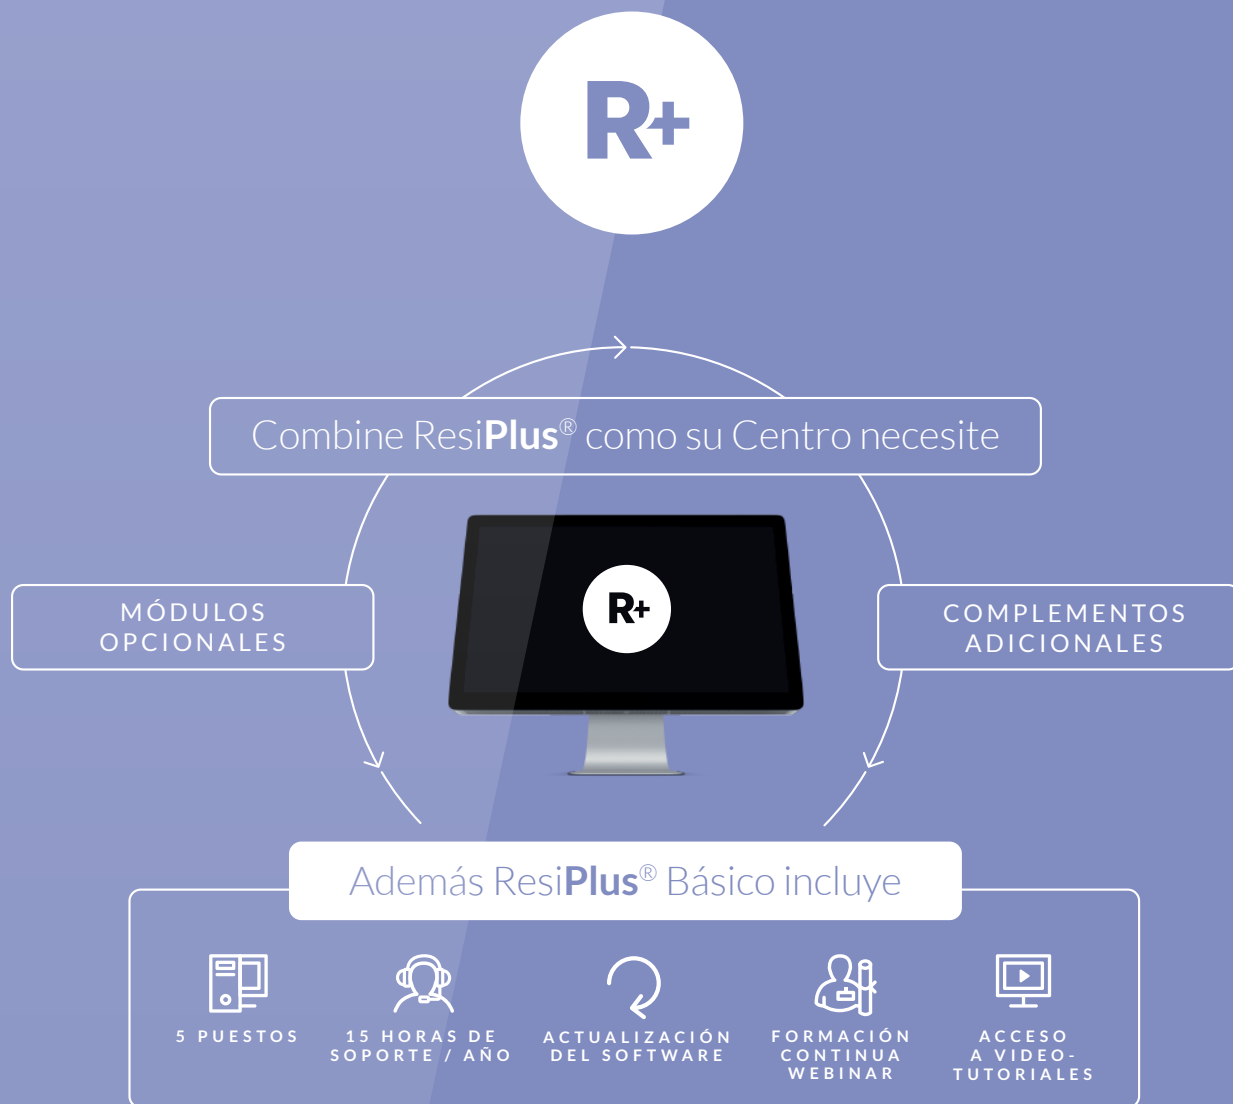 R+
Combine ResiPlus® como su Centro necesite
R+
MÓDULOS
OPCIONALES
COMPLEMENTOS
ADICIONALES
Además ResiPlus® Básico incluye
5 PUESTOS
15 HORAS DE
SOPORTE / AÑO
ACTUALIZACIÓN
DEL SOFTWARE
FORMACIÓN
CONTINUA
WEBINAR
ACCESO
A VIDEO-
TUTORIALES